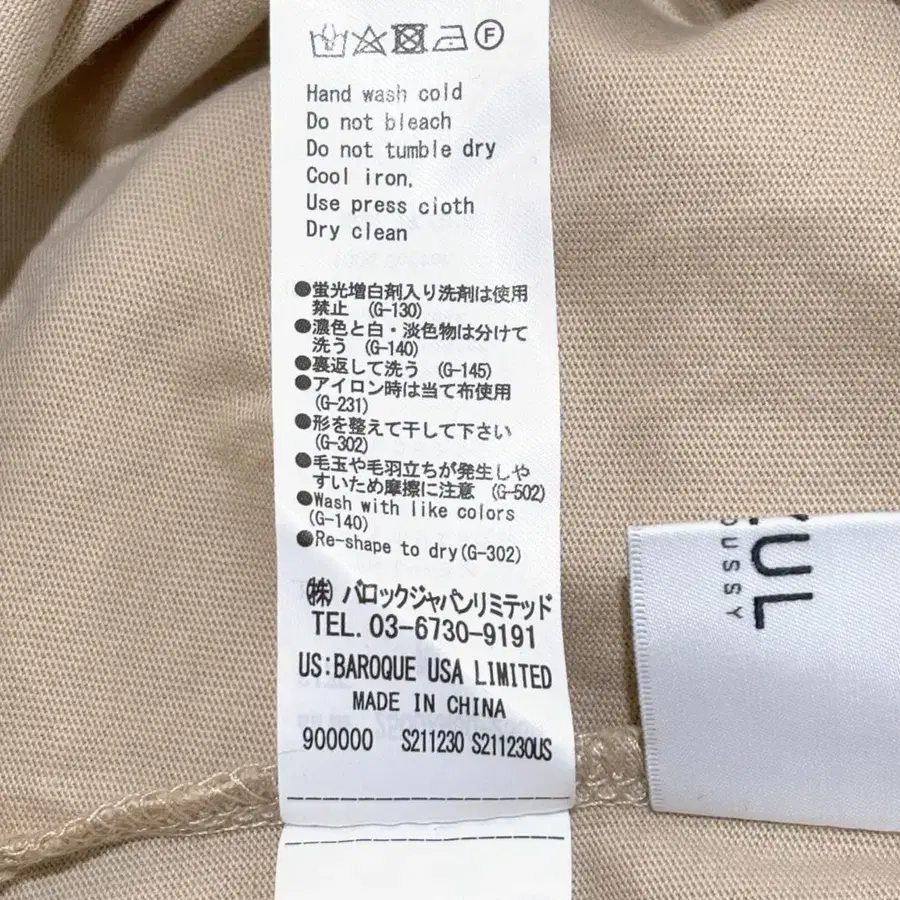 F
Hand wash cold
Do not bleach
Do not tumble dry
Cool iron,
Use press cloth
Dry clean
●蛍光増白剤入り洗剤は使用
禁止 (G-130)
●濃色と白・淡色物は分けて
洗う (G-140)
●裏返して洗う (G-145)
●アイロン時は当て布使用
(G-231)
●形を整えて干して下さい
(G-302)
●毛玉や毛羽立ちが発生しや
すいため摩擦に注意 (G-502)
●Wash with like colors
(G-140)
●Re-shape to dry(G-302)
㈱ バロックジャパンリミテッド
TEL. 03-6730-9191
US:BAROQUE USA LIMITED
MADE IN CHINA
900000 S211230 S211230US
UL
USSY